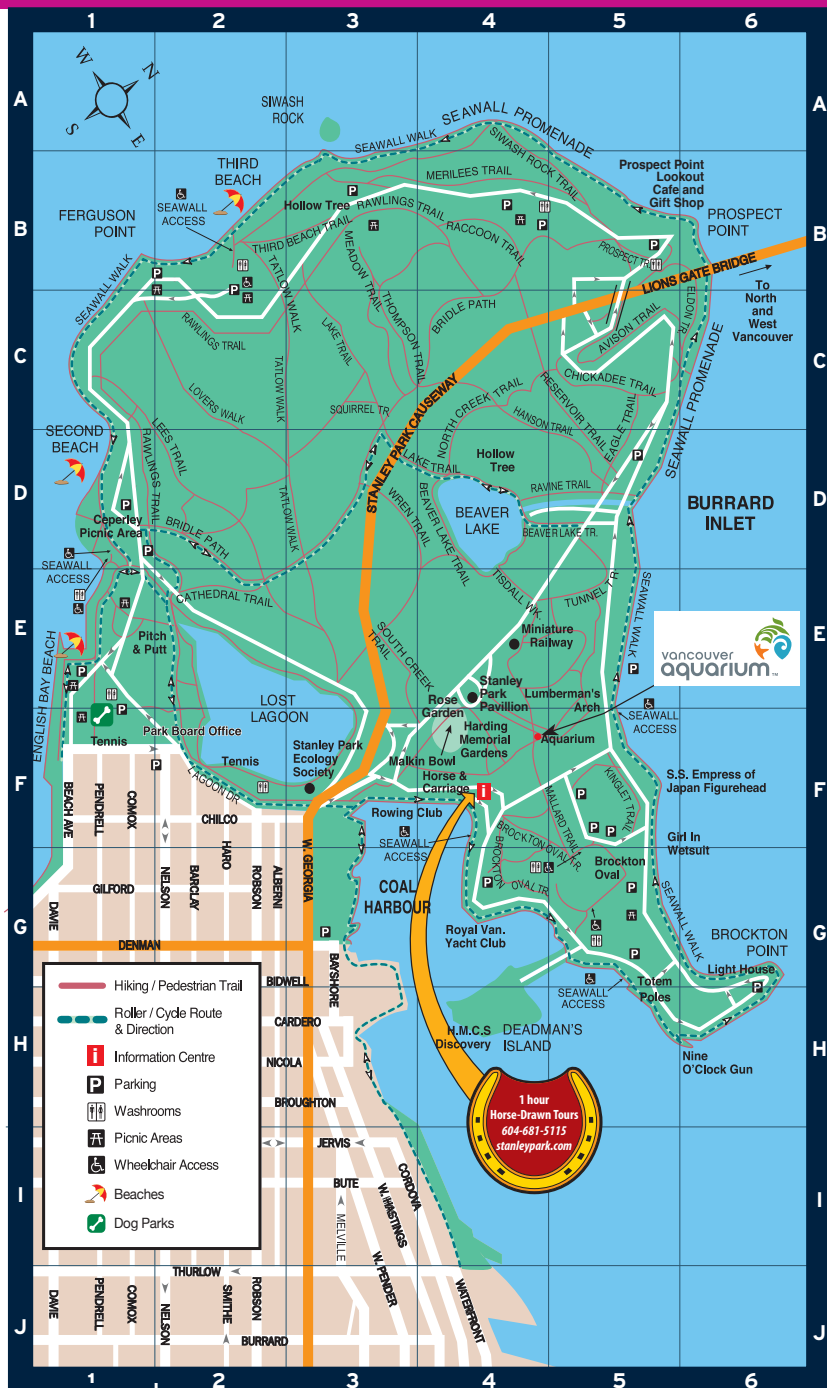 1 2 3 4 5 6
A
A
N
W
S
E
SIWASH
ROCK
SEAWALL PROMENADE
SEAWALL WALK
SIWASH ROCK TRAIL
THIRD
BEACH
MERILEES TRAIL
Prospect Point
Lookout
Cafe and
Gift Shop
SEAWALL
ACCESS
Hollow Tree
RAWLINGS TRAIL
FERGUSON
POINT
PROSPECT
POINT
B
B
THIRD BEACH TRAIL
RACCOON TRAIL
PROSPECT TR
MEADOW TRAIL
LIONS GATE BRIDGE
SEAWALL WALK
TATLOW WALK
THOMPSON TRAIL
BRIDLE PATH
ELDON TR.
To
North
and
West
Vancouver
RAWLINGS TRAIL
LAKE TRAIL
AVISON TRAIL
C
C
TATLOW WALK
STANLEY PARK CAUSEWAY
CHICKADEE TRAIL
LOVERS WALK
SQUIRREL TR
NORTH CREEK TRAIL
RESERVOIR TRAIL
HANSON TRAIL
EAGLE TRAIL
SEAWALL PROMENADE
SECOND
BEACH
LEES TRAIL
RAWLINGS TRAIL
LAKE TRAIL
Hollow
Tree
RAVINE TRAIL
D
D
TATLOW WALK
WREN TRAIL
BEAVER LAKE TRAIL
BEAVER
LAKE
BURRARD
INLET
Ceperley
Picnic Area
BRIDLE PATH
BEAVER LAKE TR.
SEAWALL
ACCESS
TISDALL WK.
TUNNEL TR
CATHEDRAL TRAIL
SEAWALL WALK
E
E
Pitch
& Putt
SOUTH CREEK
TRAIL
Miniature
Railway
vancouver
aquarium™
ENGLISH BAY BEACH
LOST
LAGOON
Stanley
Park
Pavillion
Lumberman's
Arch
Rose
Garden
SEAWALL
ACCESS
Park Board Office
Harding
Memorial
Gardens
Aquarium
Tennis
Tennis
Stanley Park
Ecology
Society
Malkin Bowl
Horse &
Carriage
i
S.S. Empress of
Japan Figurehead
F
F
LAGOON DR
MALLARD TRAIL
KINGLET TRAIL
BEACH AVE
PENDRELL
COMOX
CHILCO
Rowing Club
SEAWALL
ACCESS
BROCKTON OVAL TR.
Girl In
Wetsuit
W. GEORGIA
BROCKTON
OVAL TR.
Brockton
Oval
NELSON
BARCLAY
HARO
ROBSON
ALBERNI
GILFORD
COAL
HARBOUR
SEAWALL WALK
DAVIE
G
G
Royal Van.
Yacht Club
BROCKTON
POINT
DENMAN
BAYSHORE
Light House
BIDWELL
SEAWALL
ACCESS
Totem
Poles
Hiking / Pedestrian Trail
Roller / Cycle Route
& Direction
i Information Centre
P Parking
Washrooms
Picnic Areas
Wheelchair Access
Beaches
Dog Parks
CARDERO
H.M.C.S
Discovery
DEADMAN'S
ISLAND
H
H
NICOLA
Nine
O'Clock Gun
BROUGHTON
1 hour
Horse-Drawn Tours
604-681-5115
stanleypark.com
JERVIS
CORDOVA
I
I
BUTE
W. HASTINGS
MELVILLE
W. PENDER
WATERFRONT
THURLOW
DAVIE
PENDRELL
COMOX
NELSON
SMITHE
ROBSON
BURRARD
J
J
1 2 3 4 5 6